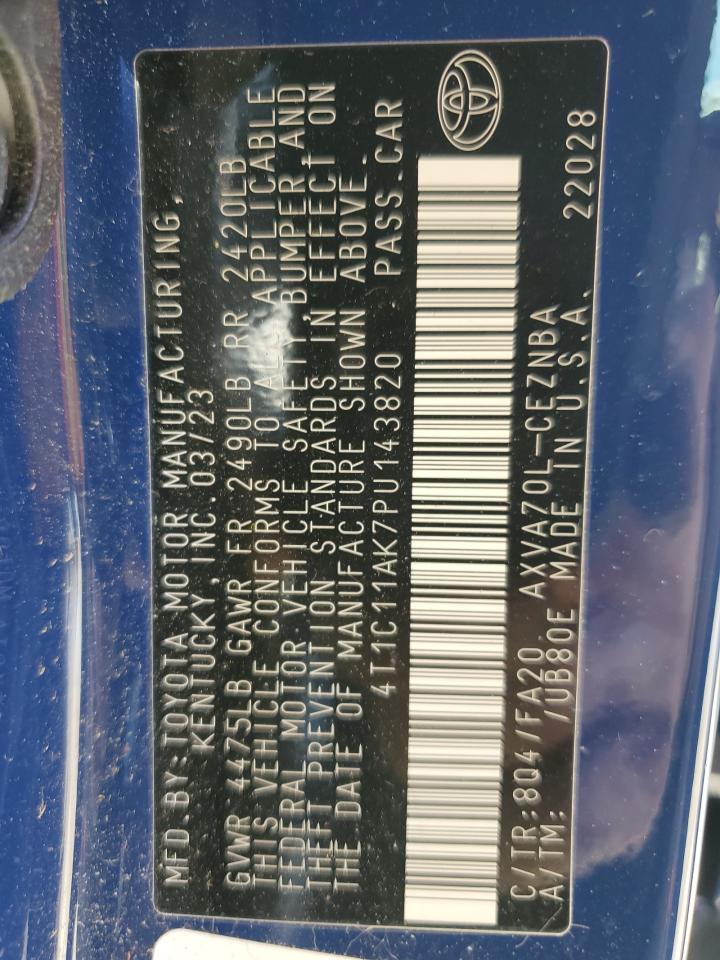 MFD.BY:TOYOTA MOTOR MANUFACTURING,
KENTUCKY,INC.03/23
GVWR 4475LB GAWR FR 2490LB RR 2420LB
THIS VEHICLE CONFORMS TO ALL APPLICABLE
FEDERAL MOTOR VEHICLE SAFETY,BUMPER,AND
THEFT PREVENTION STANDARDS IN EFFECT ON
THE DATE OF MANUFACTURE SHOWN ABOVE.
4T1C11AK7PU143820 PASS.CAR
C/TR:804/FA20 AXVA70L-CEZNBA
A/TM: /UB80E MADE IN U.S.A. 22028